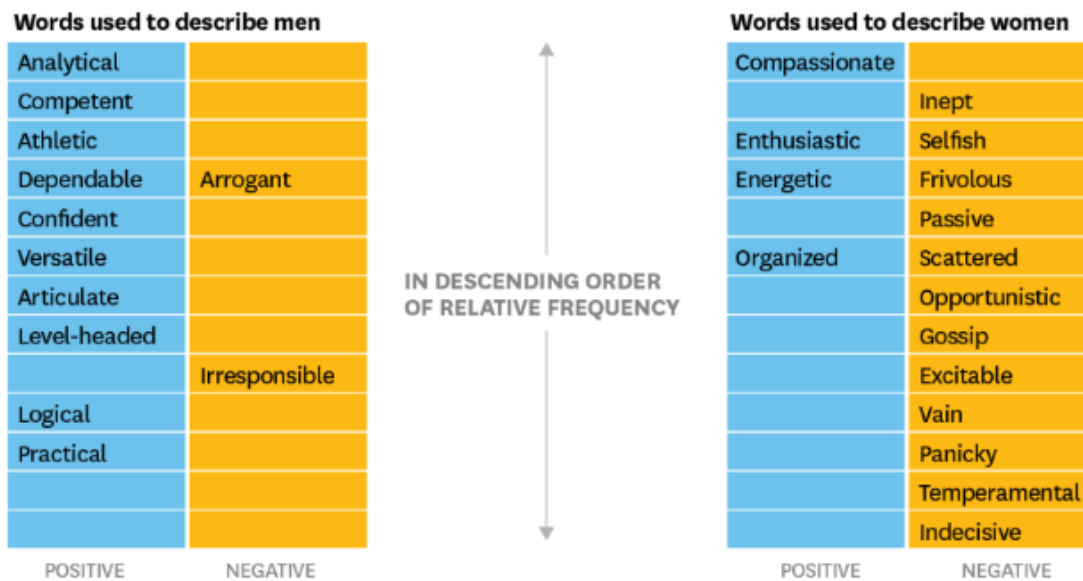 Words used to describe men
Analytical
Competent
Athletic
Dependable Arrogant
Confident
Versatile
Articulate
Level-headed
Irresponsible
Logical
Practical
POSITIVE NEGATIVE
IN DESCENDING ORDER
OF RELATIVE FREQUENCY
Words used to describe women
Compassionate
Inept
Enthusiastic Selfish
Energetic Frivolous
Passive
Organized Scattered
Opportunistic
Gossip
Excitable
Vain
Panicky
Temperamental
Indecisive
POSITIVE NEGATIVE